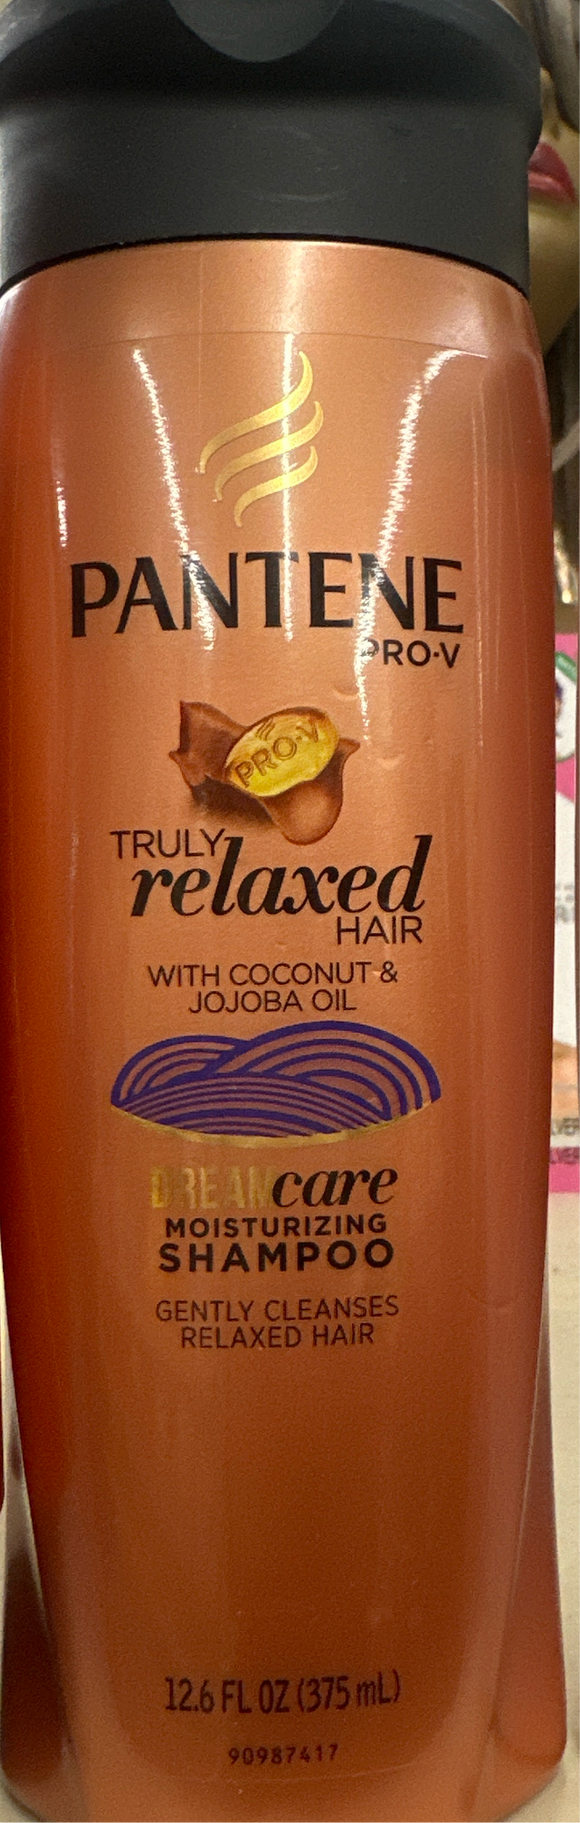 PANTENE
PRO-V
PRO-V
TRULY
relaxed
HAIR
WITH COCONUT &
JOJOBA OIL
DREAMcare
MOISTURIZING
SHAMPOO
GENTLY CLEANSES
RELAXED HAIR
12.6 FL OZ (375 mL)
90987417